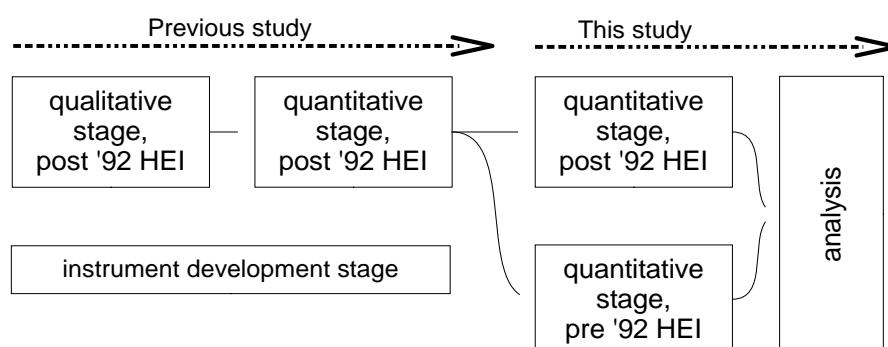 Previous study
This study
qualitative
stage,
post '92 HEI
quantitative
stage,
post '92 HEI
quantitative
stage,
post '92 HEI
analysis
instrument development stage
quantitative
stage,
pre '92 HEI